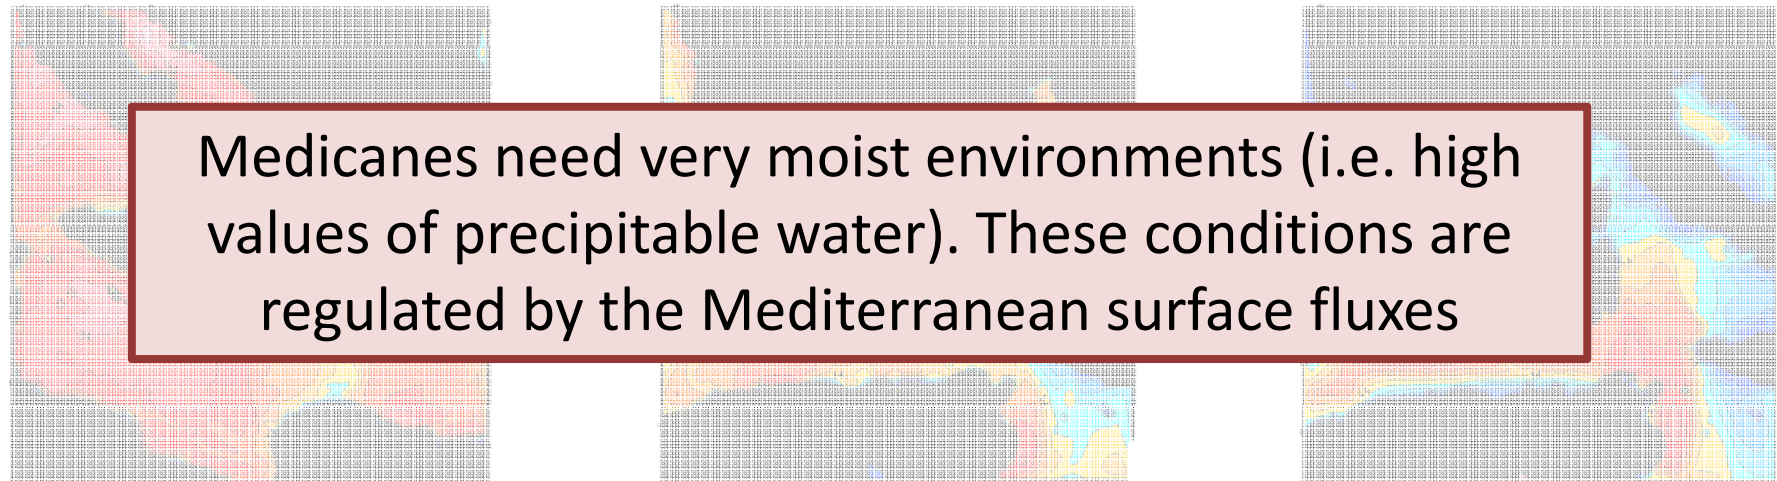 Medicanes need very moist environments (i.e. high
values of precipitable water). These conditions are
regulated by the Mediterranean surface fluxes